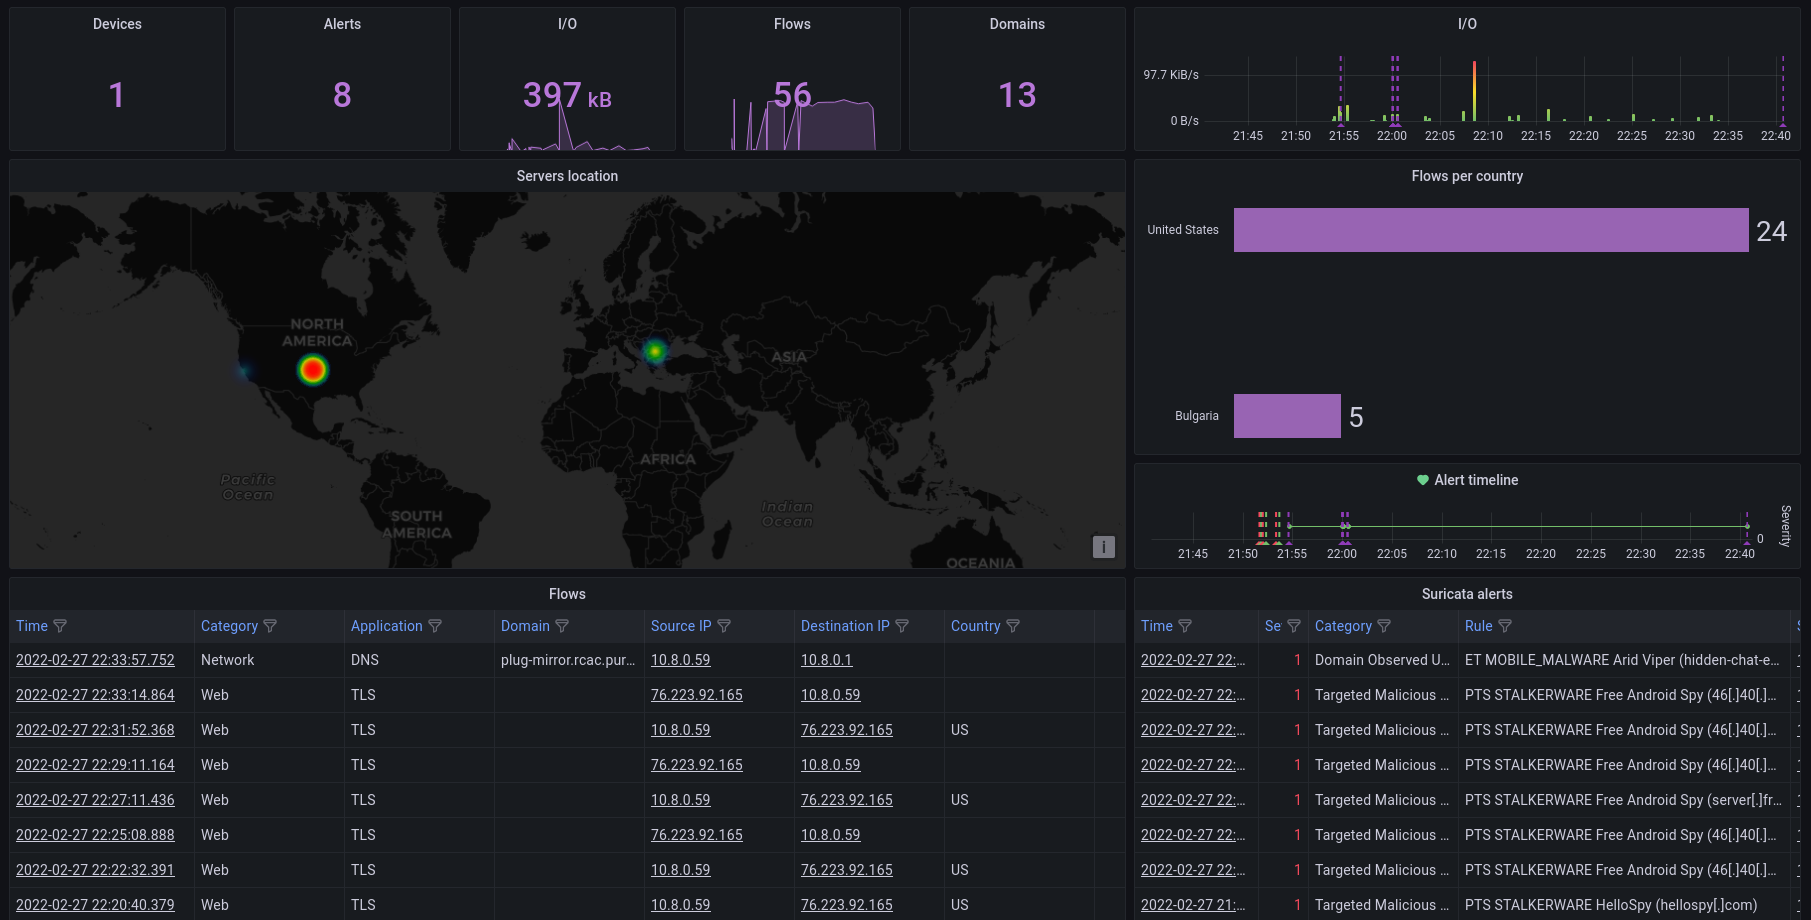 Devices
1
Alerts
8
I/O
397 kB
Flows
56
Domains
13
I/O
97.7 KiB/s
0 B/s
21:45 21:50 21:55 22:00 22:05 22:10 22:15 22:20 22:25 22:30 22:35 22:40
Servers location
NORTH
AMERICA
ASIA
AFRICA
Pacific
Ocean
Indian
Ocean
SOUTH
AMERICA
OCEANIA
i
Flows per country
United States 24
Bulgaria 5
Alert timeline
Severity
0
21:45 21:50 21:55 22:00 22:05 22:10 22:15 22:20 22:25 22:30 22:35 22:40
Flows
Time Category Application Domain Source IP Destination IP Country
2022-02-27 22:33:57.752 Network DNS plug-mirror.rcac.pur… 10.8.0.59 10.8.0.1
2022-02-27 22:33:14.864 Web TLS 76.223.92.165 10.8.0.59
2022-02-27 22:31:52.368 Web TLS 10.8.0.59 76.223.92.165 US
2022-02-27 22:29:11.164 Web TLS 76.223.92.165 10.8.0.59
2022-02-27 22:27:11.436 Web TLS 10.8.0.59 76.223.92.165 US
2022-02-27 22:25:08.888 Web TLS 76.223.92.165 10.8.0.59
2022-02-27 22:22:32.391 Web TLS 10.8.0.59 76.223.92.165 US
2022-02-27 22:20:40.379 Web TLS 10.8.0.59 76.223.92.165 US
Suricata alerts
Time Se Category Rule
2022-02-27 22:… 1 Domain Observed U… ET MOBILE_MALWARE Arid Viper (hidden-chat-e…
2022-02-27 22:… 1 Targeted Malicious … PTS STALKERWARE Free Android Spy (46[.]40[.]…
2022-02-27 22:… 1 Targeted Malicious … PTS STALKERWARE Free Android Spy (46[.]40[.]…
2022-02-27 22:… 1 Targeted Malicious … PTS STALKERWARE Free Android Spy (46[.]40[.]…
2022-02-27 22:… 1 Targeted Malicious … PTS STALKERWARE Free Android Spy (server[.]fr…
2022-02-27 22:… 1 Targeted Malicious … PTS STALKERWARE Free Android Spy (46[.]40[.]…
2022-02-27 22:… 1 Targeted Malicious … PTS STALKERWARE Free Android Spy (46[.]40[.]…
2022-02-27 21:… 1 Targeted Malicious … PTS STALKERWARE HelloSpy (hellospy[.]com)